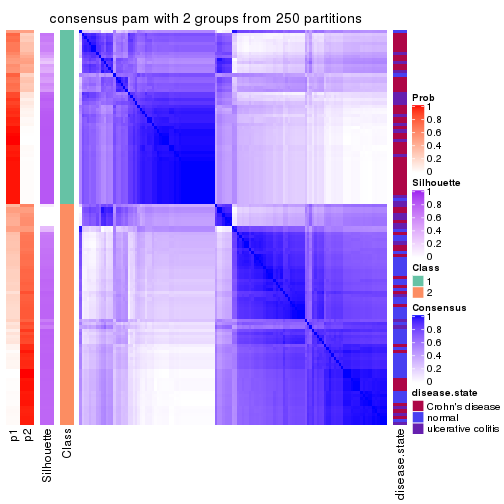 consensus pam with 2 groups from 250 partitions
Prob
1
0.8
0.6
0.4
0.2
0
Silhouette
1
0.8
0.6
0.4
0.2
0
Class
1
2
Consensus
1
0.8
0.6
0.4
0.2
0
disease.state
Crohn's disease
normal
ulcerative colitis
p1
p2
Silhouette
Class
disease.state